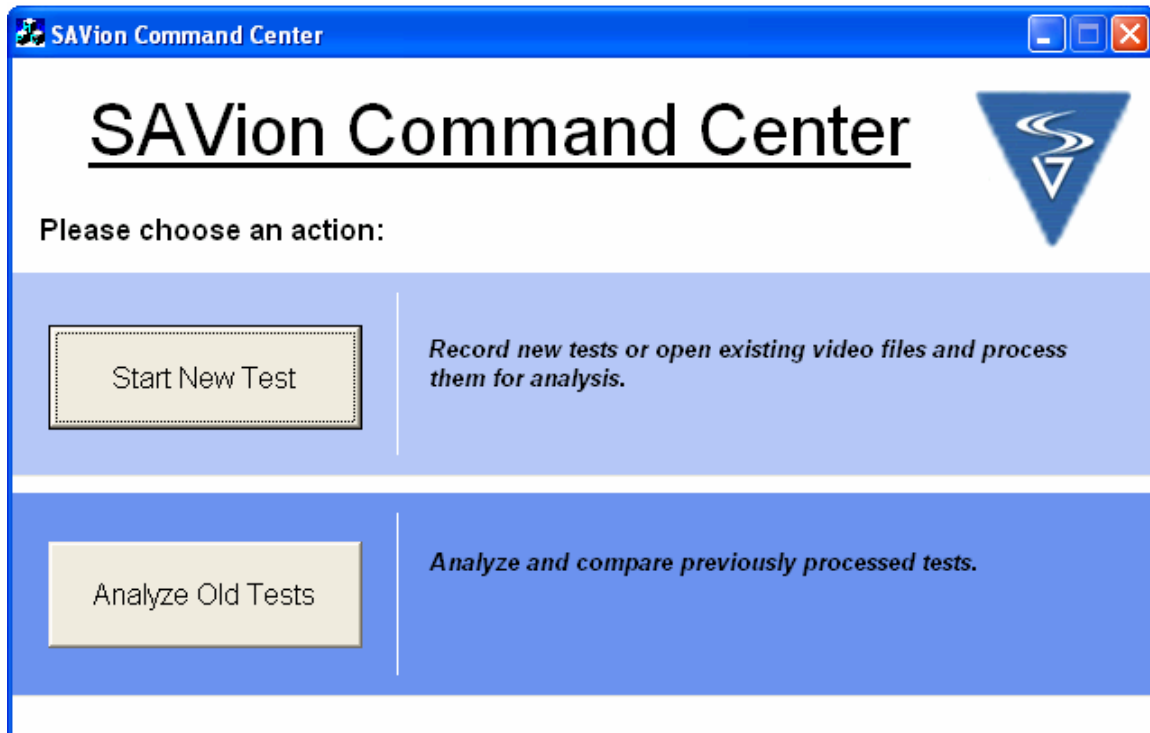 SAVion Command Center
SAVion Command Center
Please choose an action:
Start New Test
Record new tests or open existing video files and process
them for analysis.
Analyze Old Tests
Analyze and compare previously processed tests.